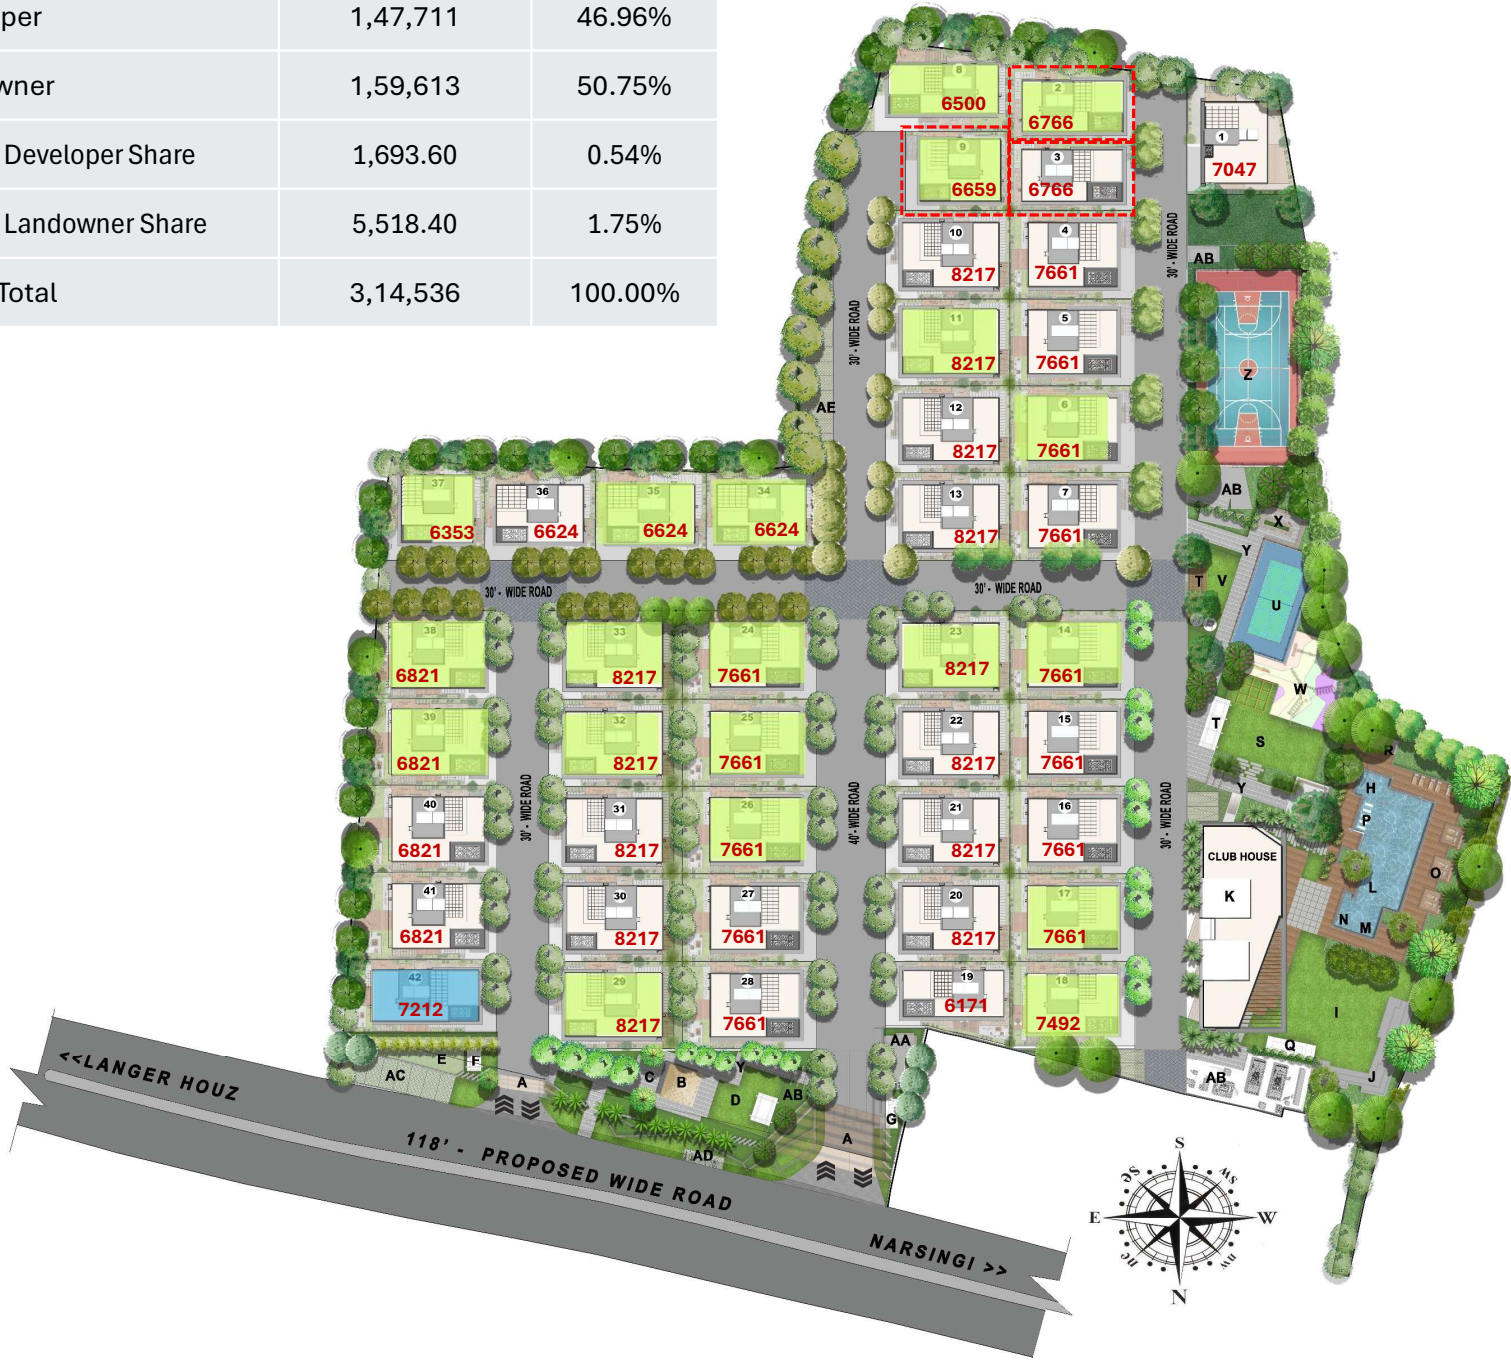 per 1,47,711 46.96%
wner 1,59,613 50.75%
Developer Share 1,693.60 0.54%
Landowner Share 5,518.40 1.75%
Total 3,14,536 100.00%
8
6500
2
6766
1
7047
9
6659
3
6766
10
8217
4
7661
AB
30' - WIDE ROAD
11
8217
5
7661
30' - WIDE ROAD
Z
AE
12
8217
6
7661
37
6353
36
6624
35
6624
34
6624
13
8217
7
7661
AB
X
Y
30' - WIDE ROAD
30' - WIDE ROAD
T V
U
38
6821
33
8217
24
7661
23
8217
14
7661
W
39
6821
32
8217
25
7661
22
8217
15
7661
T
S
R
Y
H
P
40
6821
30' - WIDE ROAD
31
8217
26
7661
40' - WIDE ROAD
21
8217
16
7661
30' - WIDE ROAD
CLUB HOUSE
K
L
O
N
M
41
6821
30
8217
27
7661
20
8217
17
7661
42
7212
29
8217
28
7661
19
6171
18
7492
I
E
F
AC
A
C
B
Y
D
AB
AA
G
A
AD
Q
AB
J
<<LANGER HOUZ
118' - PROPOSED WIDE ROAD
NARSINGI >>
S
se
sw
E
W
ne
nw
N